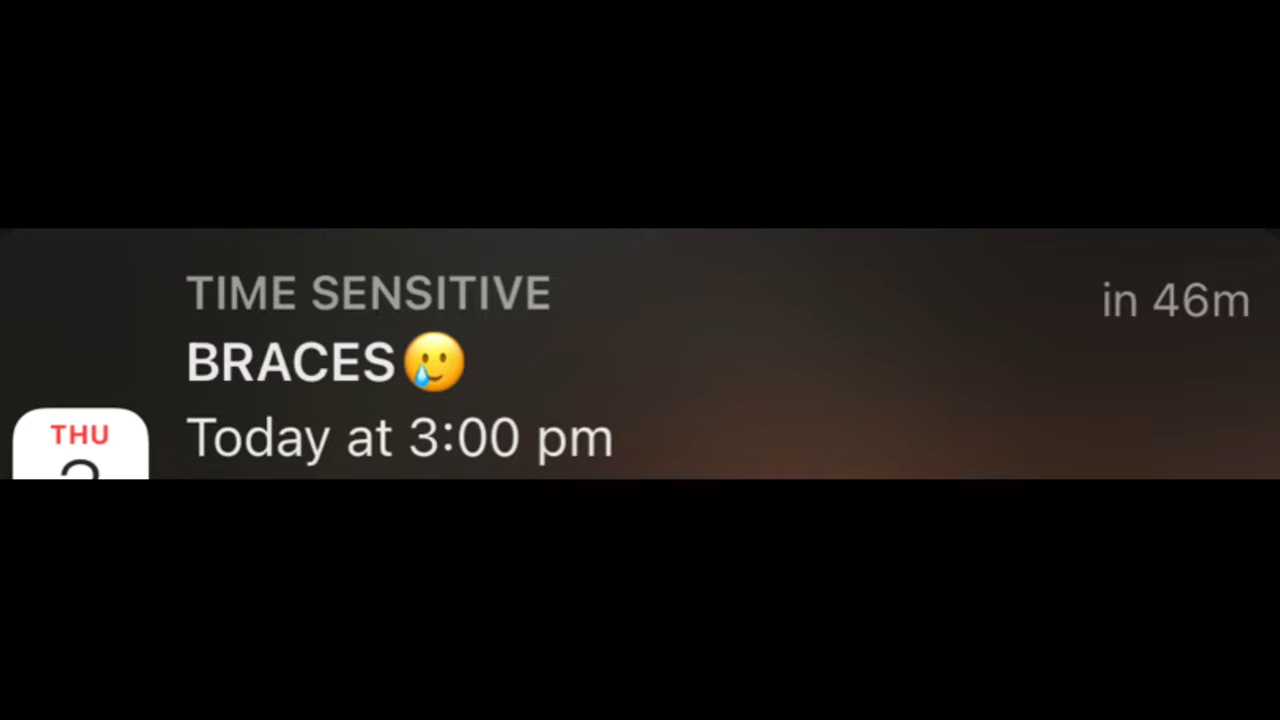 TIME SENSITIVE
in 46m
BRACES🥲
Today at 3:00 pm
THU